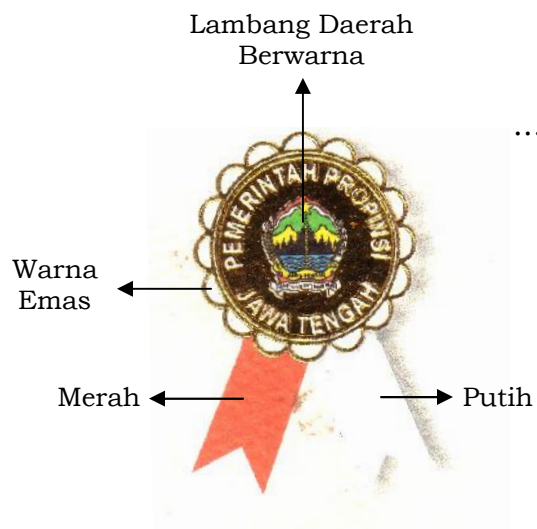 Lambang Daerah
Berwarna
…
PEMERINTAH PROPINSI
JAWA TENGAH
Warna
Emas
Merah
Putih